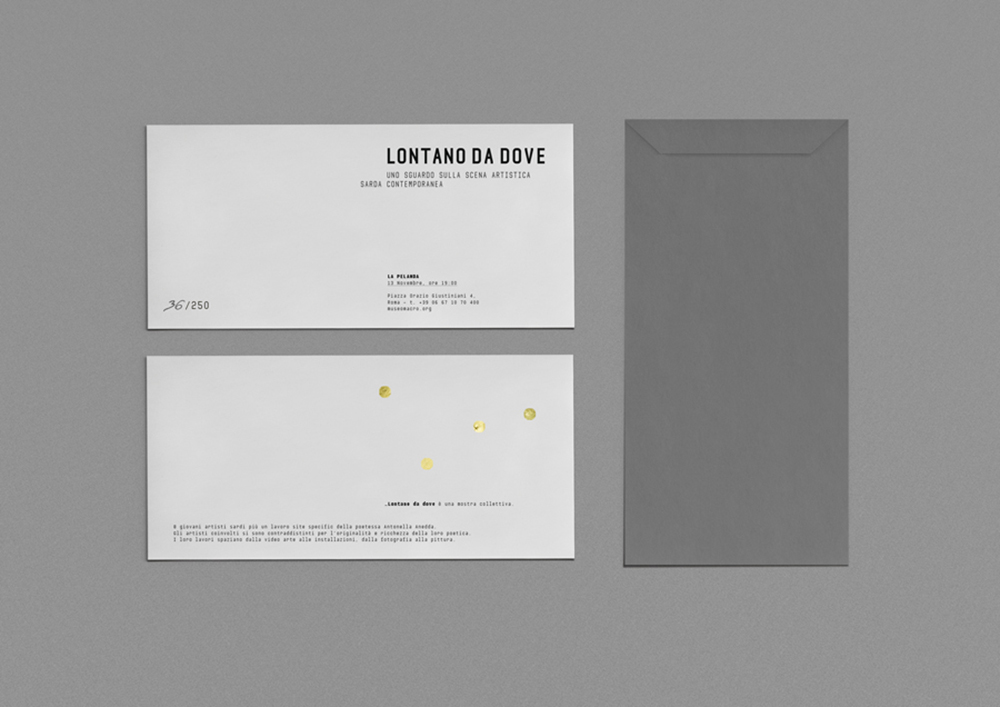 LONTANO DA DOVE
UNO SGUARDO SULLA SCENA ARTISTICA
SARDA CONTEMPORANEA
LA PELANDA
13 Novembre, ore 19:00
Piazza Orazio Giustiniani 4,
Roma – t. +39 06 67 10 70 400
museomacro.org
36/250
_Lontano da dove è una mostra collettiva.
8 giovani artisti sardi più un lavoro site specific della poetessa Antonella Anedda.
Gli artisti coinvolti si sono contraddistinti per l'originalità e ricchezza della loro poetica.
I loro lavori spaziano dalla video arte alle installazioni, dalla fotografia alla pittura.